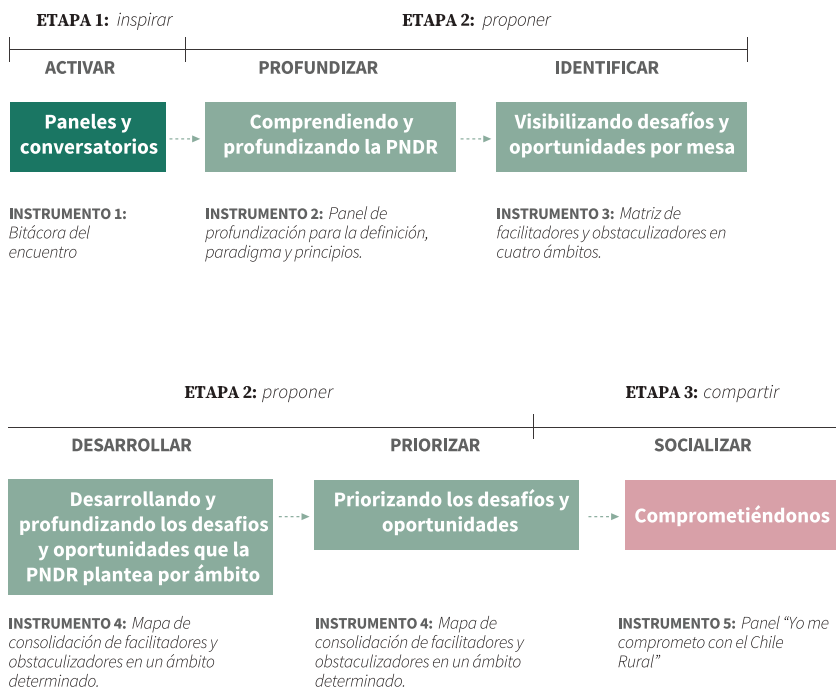 ETAPA 1: inspirar
ETAPA 2: proponer
ACTIVAR
PROFUNDIZAR
IDENTIFICAR
Paneles y
conversatorios
Comprendiendo y
profundizando la PNDR
Visibilizando desafíos y
oportunidades por mesa
INSTRUMENTO 1:
Bitácora del
encuentro
INSTRUMENTO 2: Panel de
profundización para la definición,
paradigma y principios.
INSTRUMENTO 3: Matriz de
facilitadores y obstaculizadores en
cuatro ámbitos.
ETAPA 2: proponer
ETAPA 3: compartir
DESARROLLAR
PRIORIZAR
SOCIALIZAR
Desarrollando y
profundizando los desafios
y oportunidades que la
PNDR plantea por ámbito
Priorizando los desafíos y
oportunidades
Comprometiéndonos
INSTRUMENTO 4: Mapa de
consolidación de facilitadores y
obstaculizadores en un ámbito
determinado.
INSTRUMENTO 4: Mapa de
consolidación de facilitadores y
obstaculizadores en un ámbito
determinado.
INSTRUMENTO 5: Panel “Yo me
comprometo con el Chile
Rural”